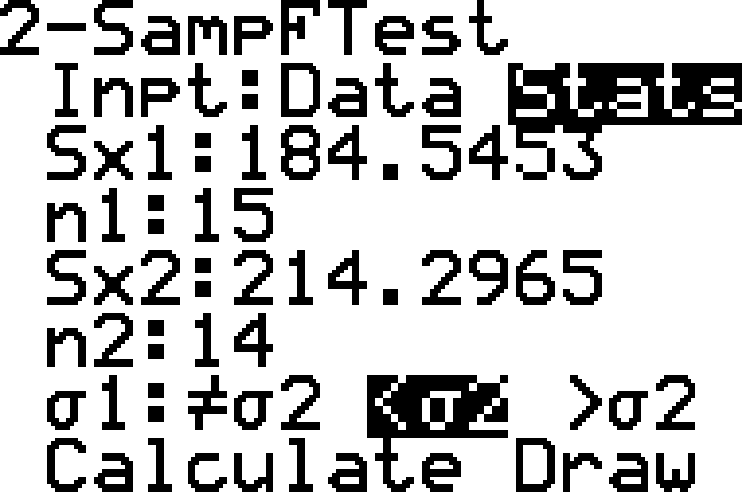 2-SampFTest
Inpt:Data Stats
Sx1:184.5453
n1:15
Sx2:214.2965
n2:14
σ1:≠σ2 <σ2 >σ2
Calculate Draw